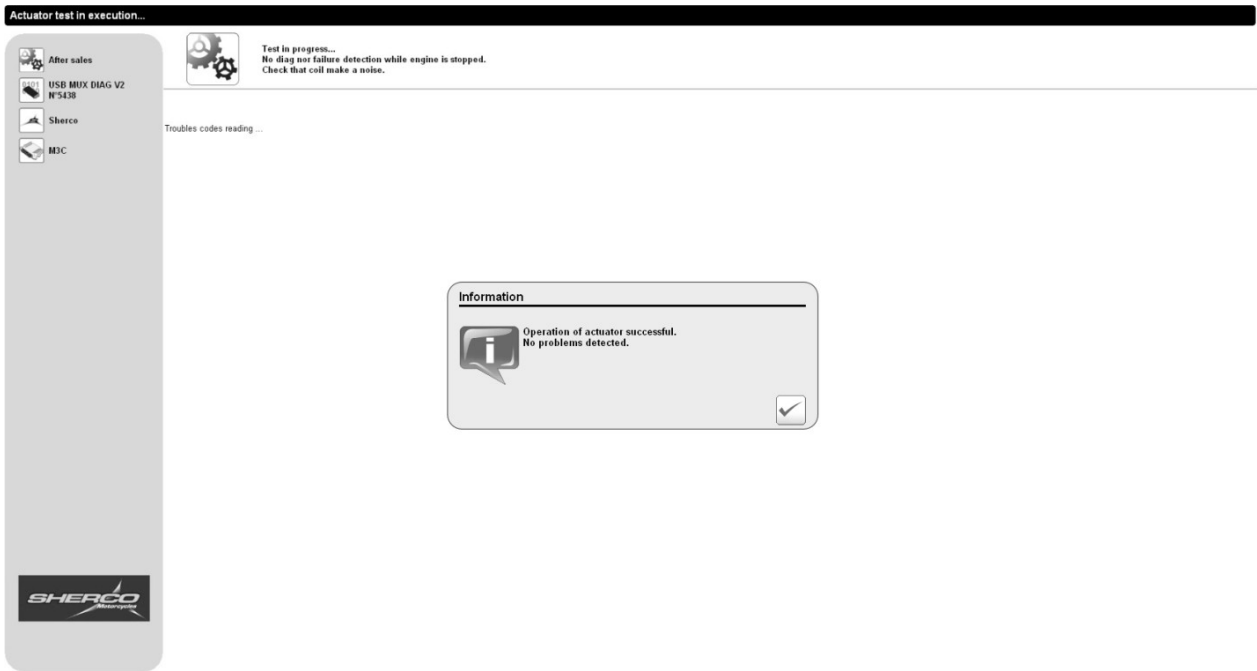 Actuator test in execution...
After sales
USB MUX DIAG V2
N°5438
Sherco
M3C
Test in progress...
No diag nor failure detection while engine is stopped.
Check that coil make a noise.
Troubles codes reading ...
Information
Operation of actuator successful.
No problems detected.
SHERCO
Motorcycles